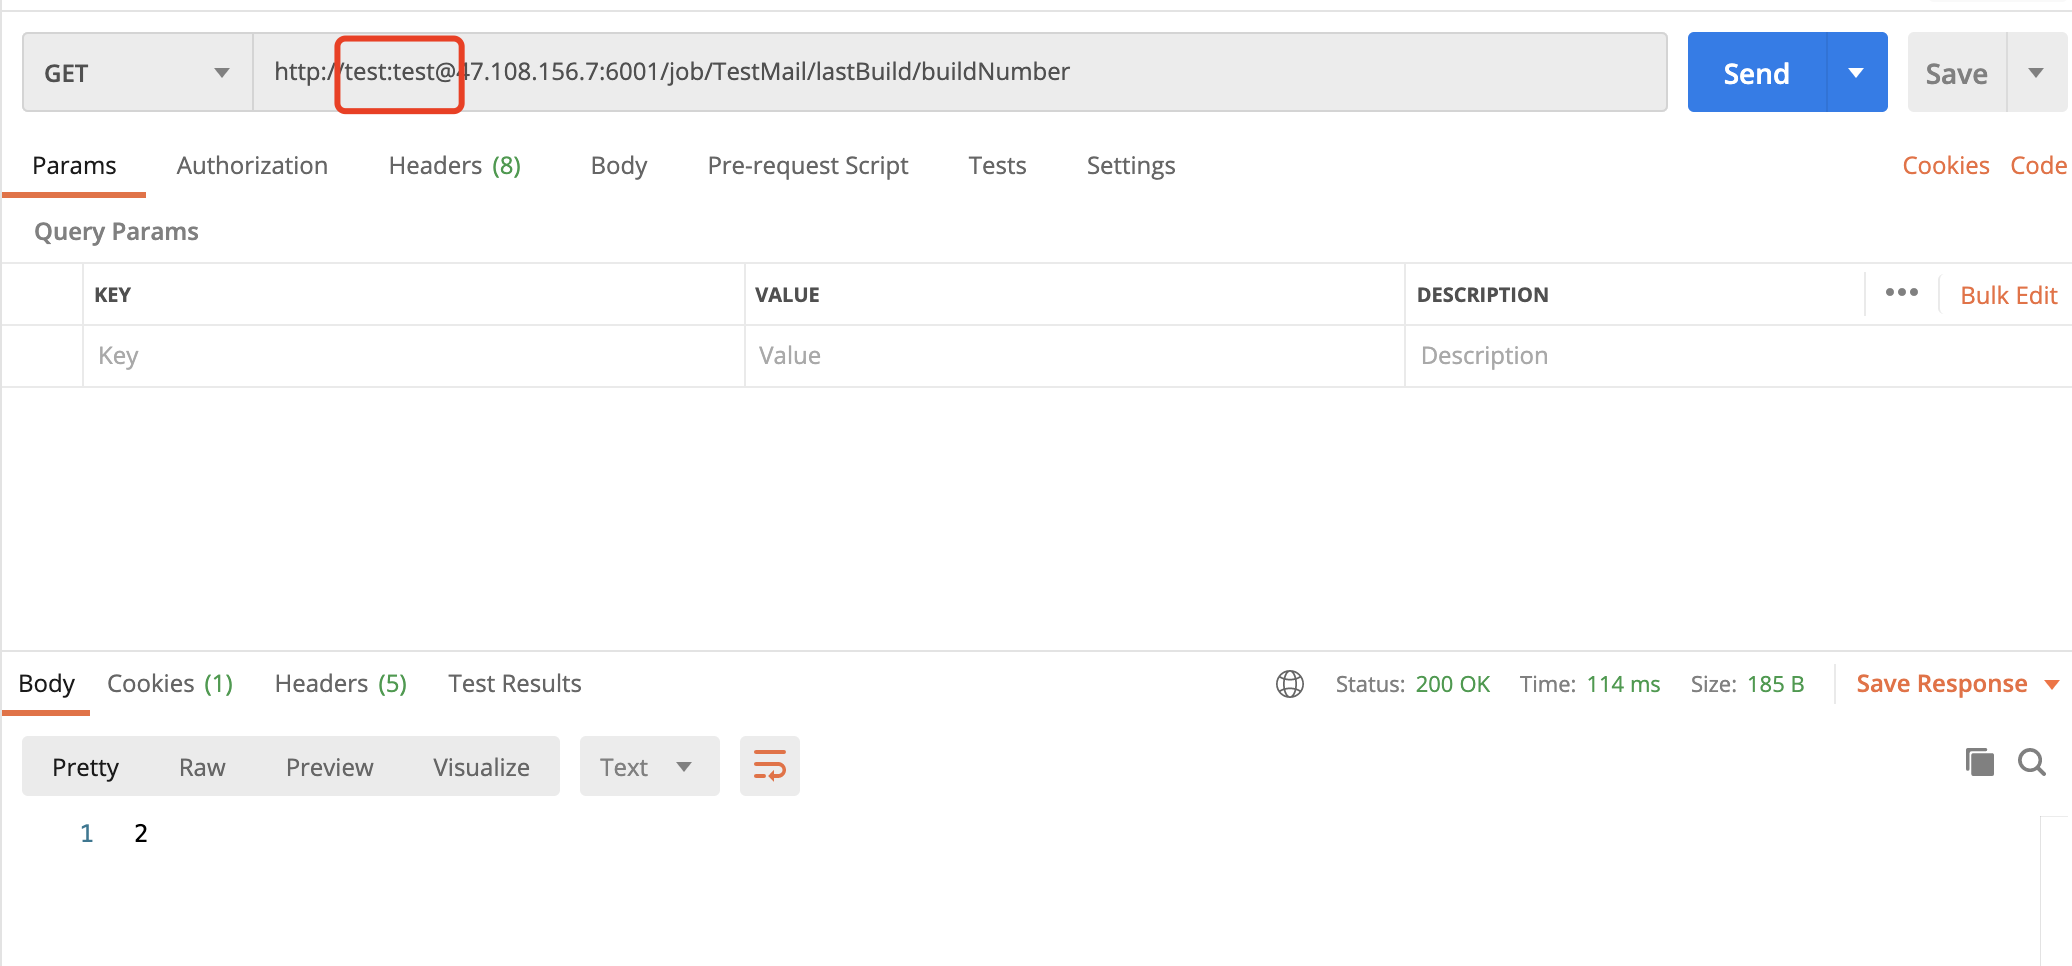 GET http://test:test@47.108.156.7:6001/job/TestMail/lastBuild/buildNumber Send Save
Params Authorization Headers (8) Body Pre-request Script Tests Settings Cookies Code
Query Params
KEY VALUE DESCRIPTION ••• Bulk Edit
Key Value Description
Body Cookies (1) Headers (5) Test Results Status: 200 OK Time: 114 ms Size: 185 B Save Response
Pretty Raw Preview Visualize Text
1 2